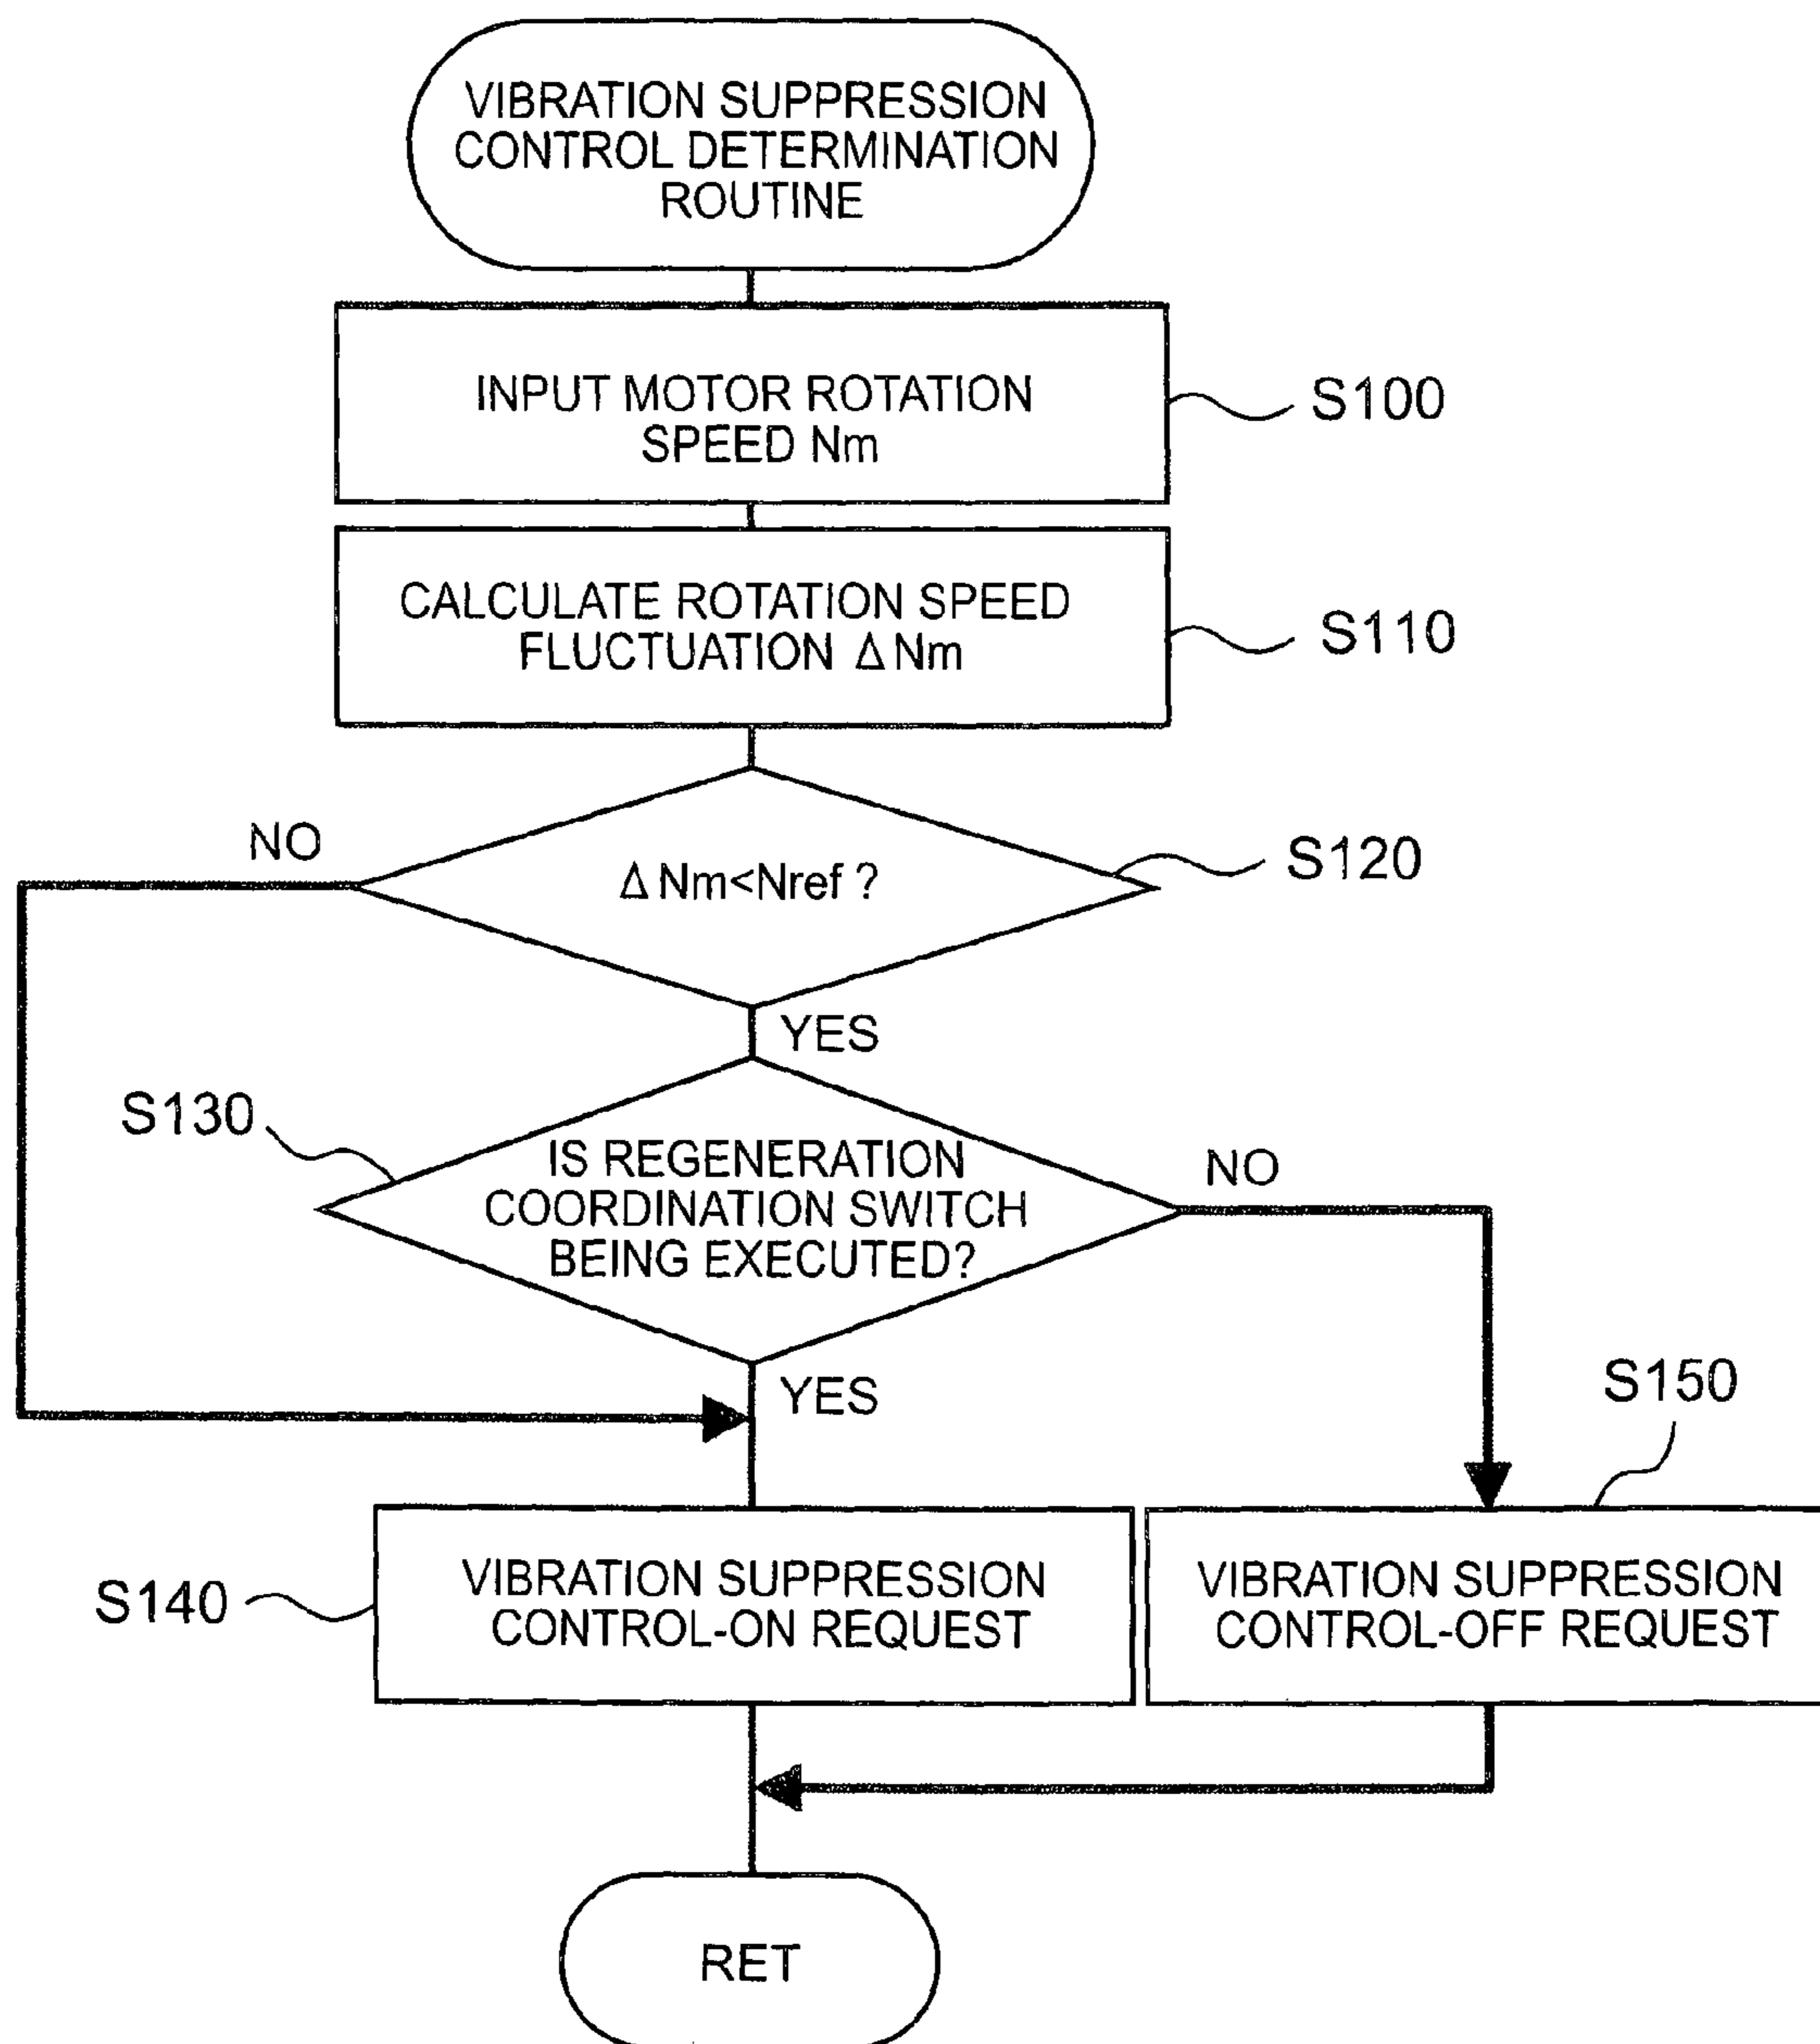 VIBRATION SUPPRESSION
CONTROL DETERMINATION
ROUTINE
INPUT MOTOR ROTATION
SPEED Nm
S100
CALCULATE ROTATION SPEED
FLUCTUATION Δ Nm
S110
NO
Δ Nm<Nref ?
S120
YES
S130
IS REGENERATION
COORDINATION SWITCH
BEING EXECUTED?
NO
YES
S150
S140
VIBRATION SUPPRESSION
CONTROL-ON REQUEST
VIBRATION SUPPRESSION
CONTROL-OFF REQUEST
RET